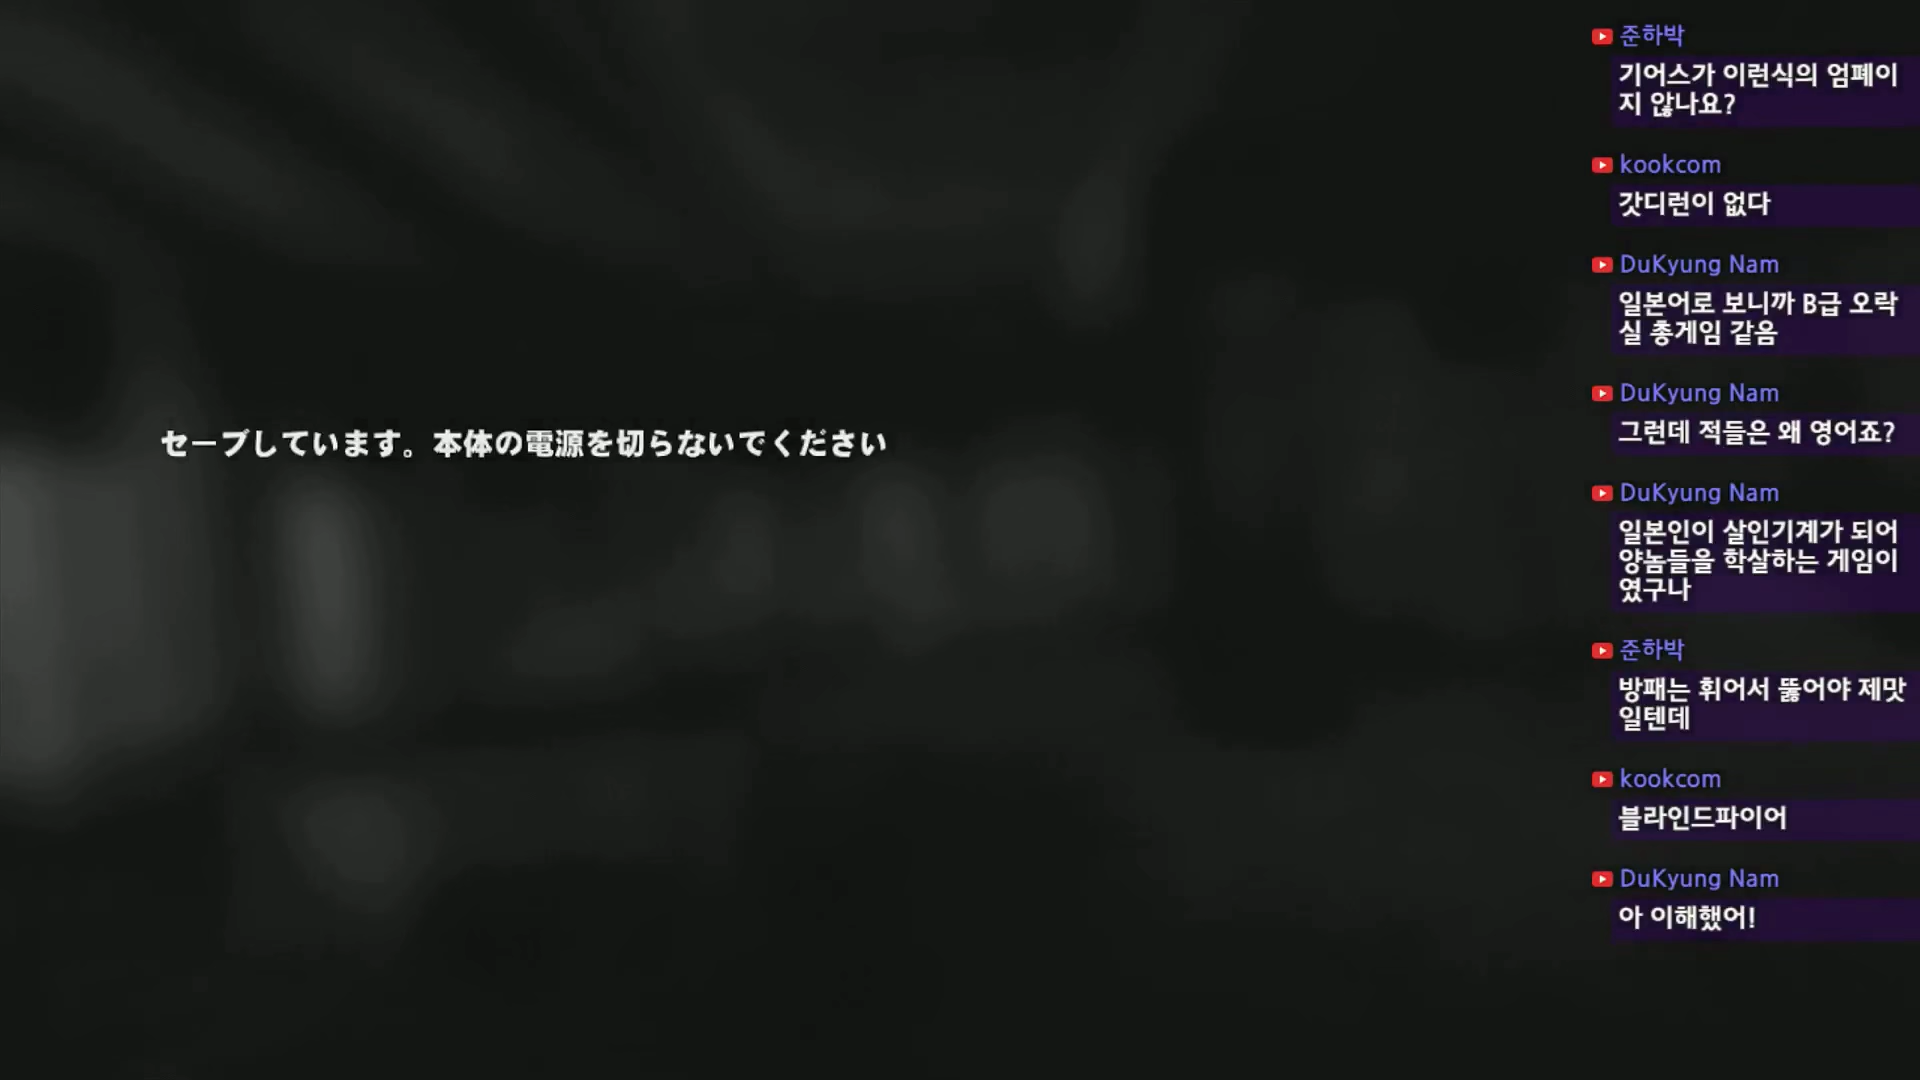 セーブしています。本体の電源を切らないでください
준하박
기어스가 이런식의 엄폐이
지 않나요?
kookcom
갓디런이 없다
DuKyung Nam
일본어로 보니까 B급 오락
실 총게임 같음
DuKyung Nam
그런데 적들은 왜 영어죠?
DuKyung Nam
일본인이 살인기계가 되어
양놈들을 학살하는 게임이
였구나
준하박
방패는 휘어서 뚫어야 제맛
일텐데
kookcom
블라인드파이어
DuKyung Nam
아 이해했어!